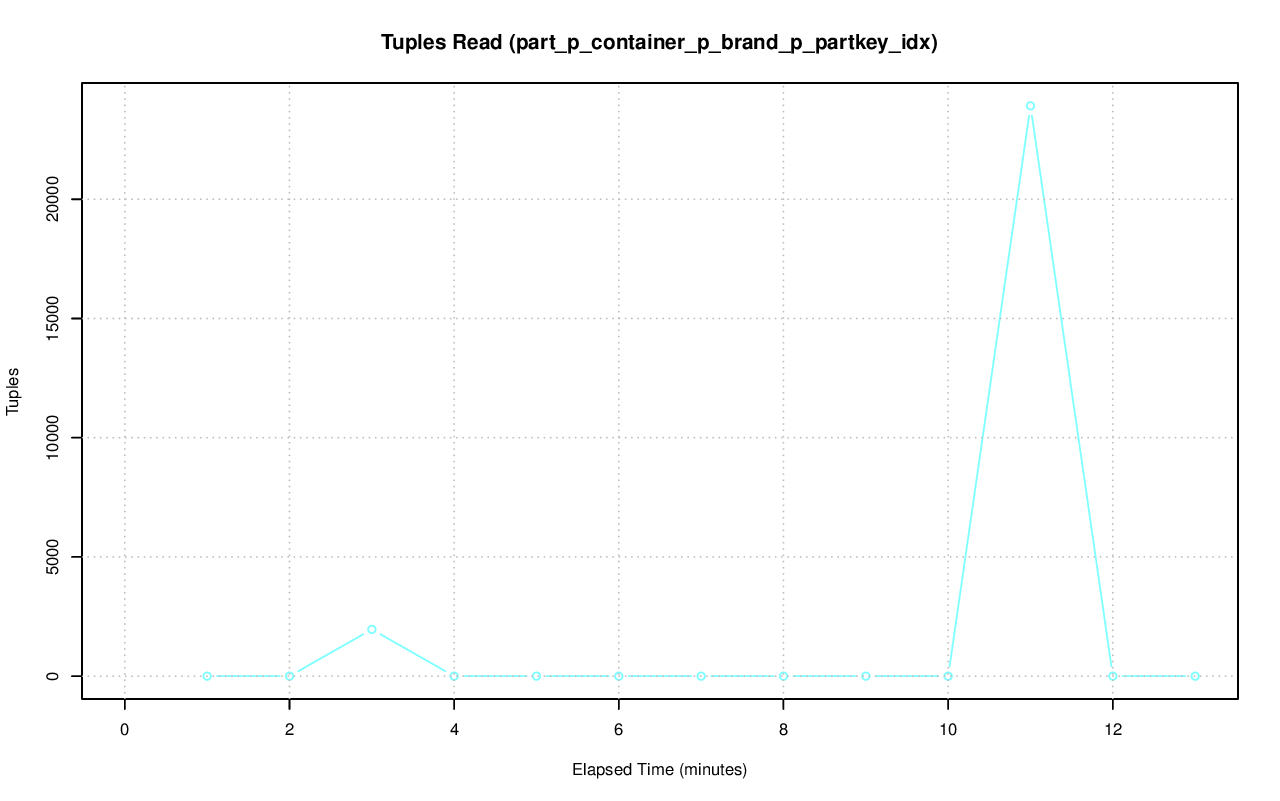 Tuples Read (part_p_container_p_brand_p_partkey_idx)
Tuples
20000
15000
10000
5000
0
0 2 4 6 8 10 12
Elapsed Time (minutes)